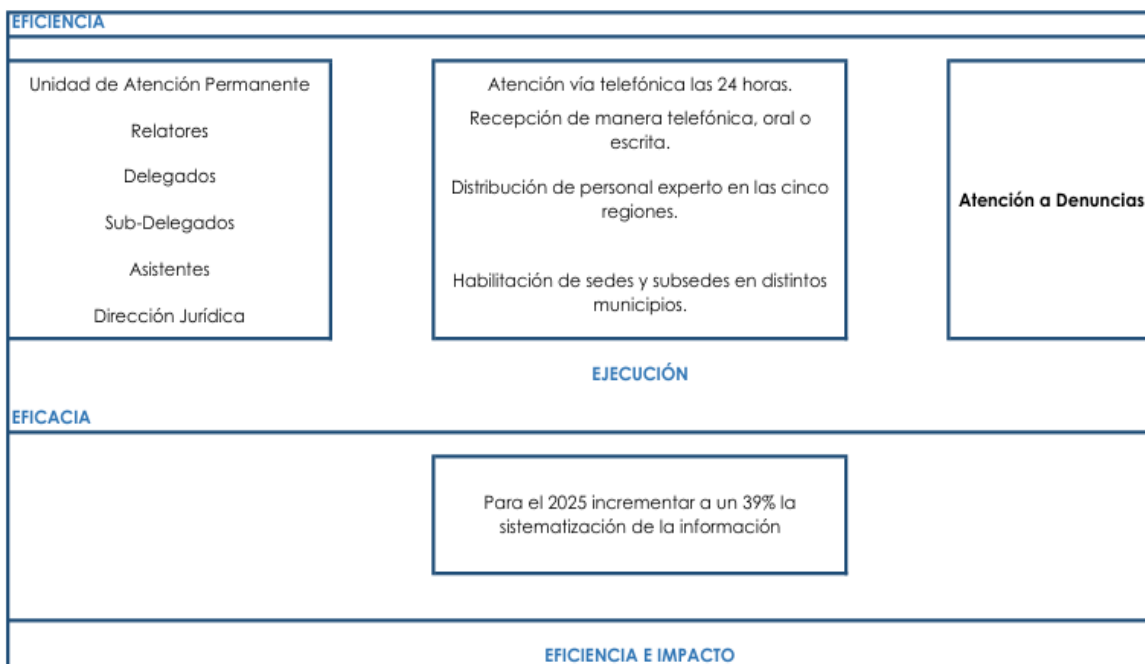 EFICIENCIA
Unidad de Atención Permanente
Relatores
Delegados
Sub-Delegados
Asistentes
Dirección Jurídica
Atención vía telefónica las 24 horas.
Recepción de manera telefónica, oral o
escrita.
Distribución de personal experto en las cinco
regiones.
Habilitación de sedes y subsedes en distintos
municipios.
Atención a Denuncias
EJECUCIÓN
EFICACIA
Para el 2025 incrementar a un 39% la
sistematización de la información
EFICIENCIA E IMPACTO